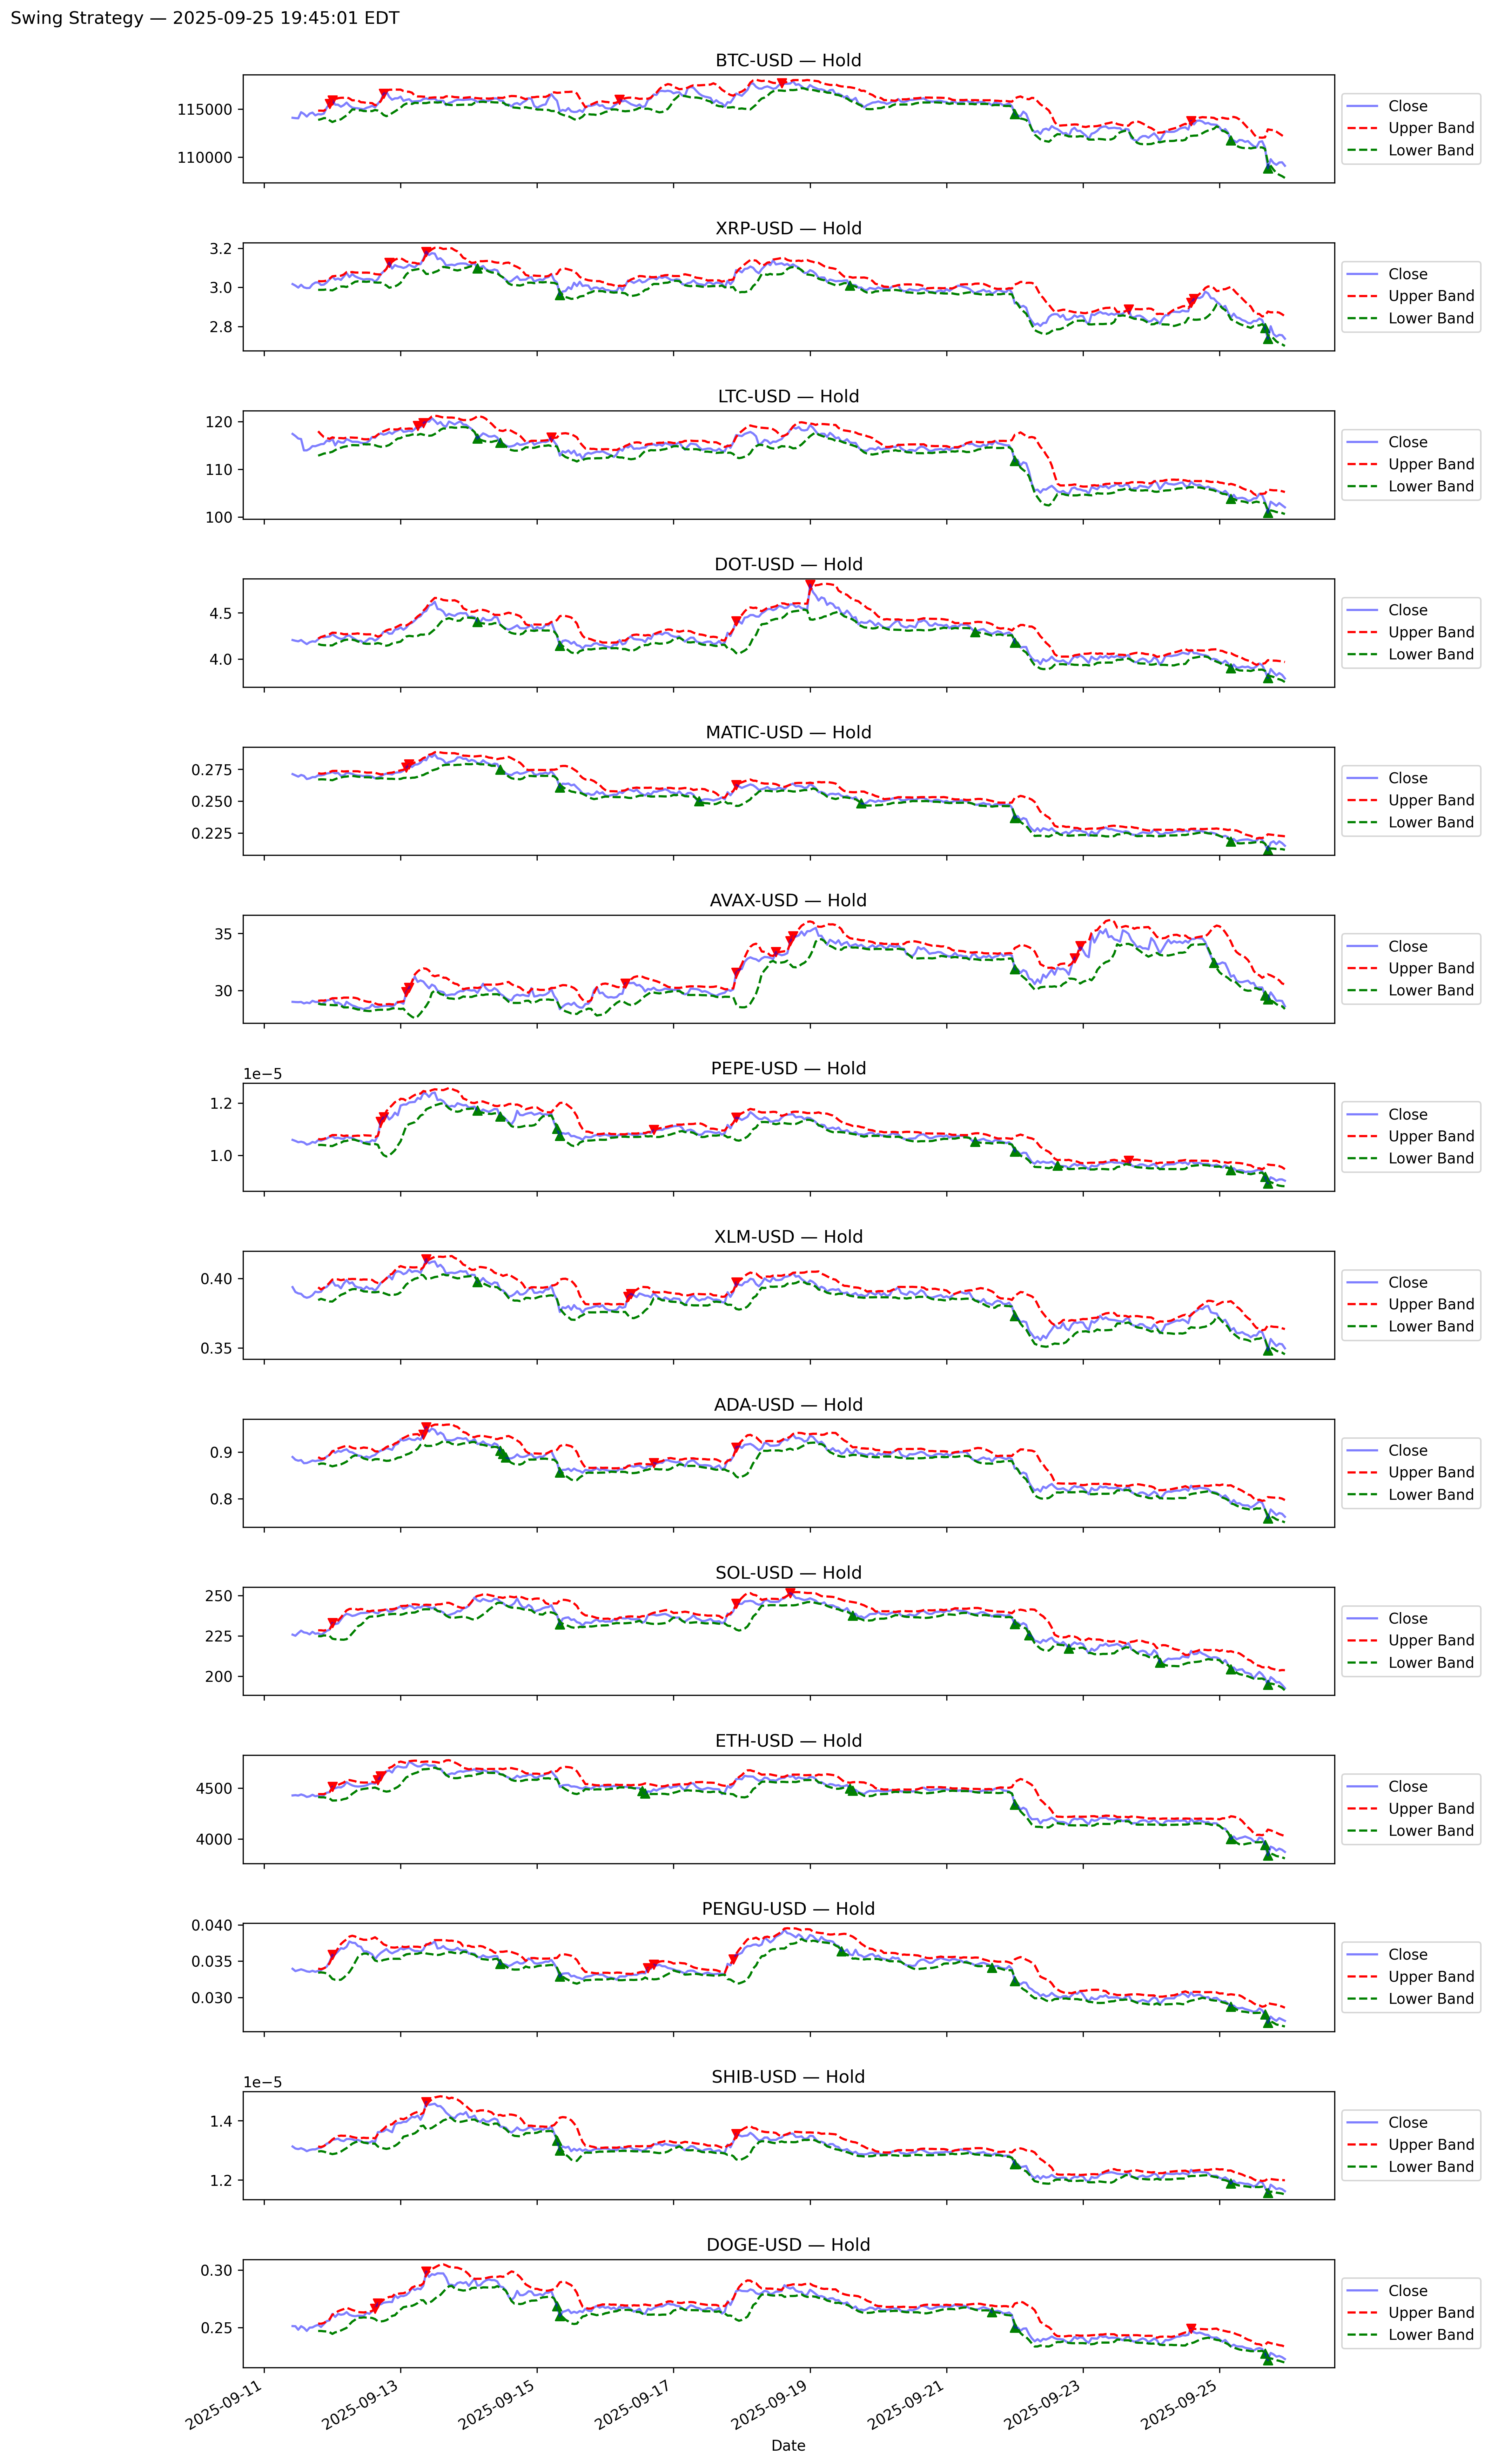 Swing Strategy — 2025-09-25 19:45:01 EDT
BTC-USD — Hold
115000
110000
Close
Upper Band
Lower Band
XRP-USD — Hold
3.2
3.0
2.8
Close
Upper Band
Lower Band
LTC-USD — Hold
120
110
100
Close
Upper Band
Lower Band
DOT-USD — Hold
4.5
4.0
Close
Upper Band
Lower Band
MATIC-USD — Hold
0.275
0.250
0.225
Close
Upper Band
Lower Band
AVAX-USD — Hold
35
30
Close
Upper Band
Lower Band
PEPE-USD — Hold
1e−5
1.2
1.0
Close
Upper Band
Lower Band
XLM-USD — Hold
0.40
0.35
Close
Upper Band
Lower Band
ADA-USD — Hold
0.9
0.8
Close
Upper Band
Lower Band
SOL-USD — Hold
250
225
200
Close
Upper Band
Lower Band
ETH-USD — Hold
4500
4000
Close
Upper Band
Lower Band
PENGU-USD — Hold
0.040
0.035
0.030
Close
Upper Band
Lower Band
SHIB-USD — Hold
1e−5
1.4
1.2
Close
Upper Band
Lower Band
DOGE-USD — Hold
0.30
0.25
Close
Upper Band
Lower Band
2025-09-11
2025-09-13
2025-09-15
2025-09-17
2025-09-19
2025-09-21
2025-09-23
2025-09-25
Date